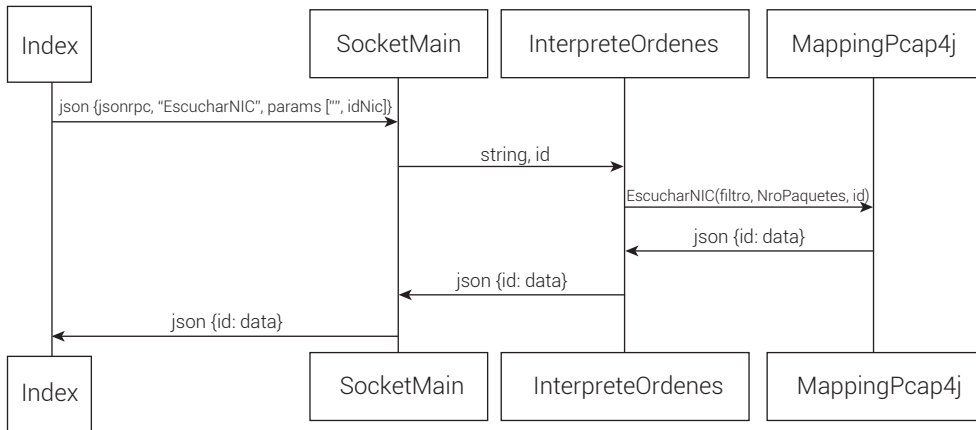 Index
SocketMain
InterpreteOrdenes
MappingPcap4j
json {jsonrpc, “EscucharNIC”, params [””, idNic]}
string, id
EscucharNIC(filtro, NroPaquetes, id)
json {id: data}
json {id: data}
json {id: data}
Index
SocketMain
InterpreteOrdenes
MappingPcap4j